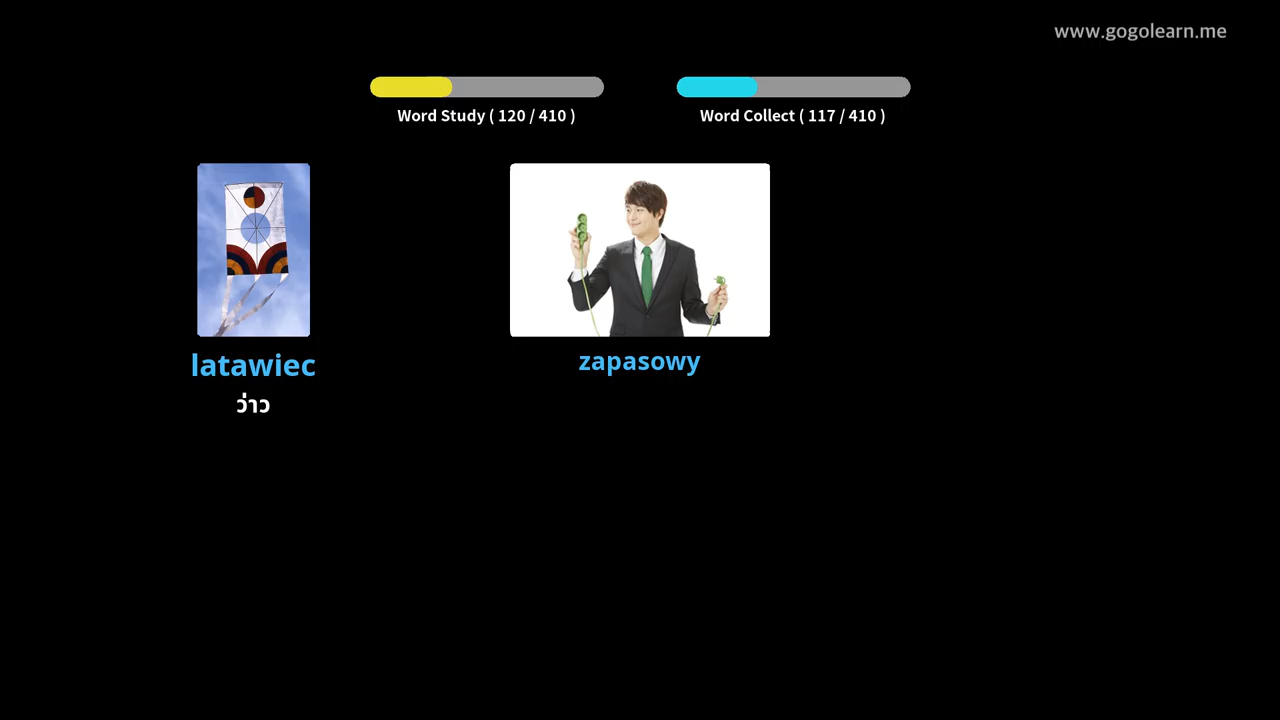 www.gogolearn.me
Word Study ( 120 / 410 )
Word Collect ( 117 / 410 )
latawiec
ว่าว
zapasowy